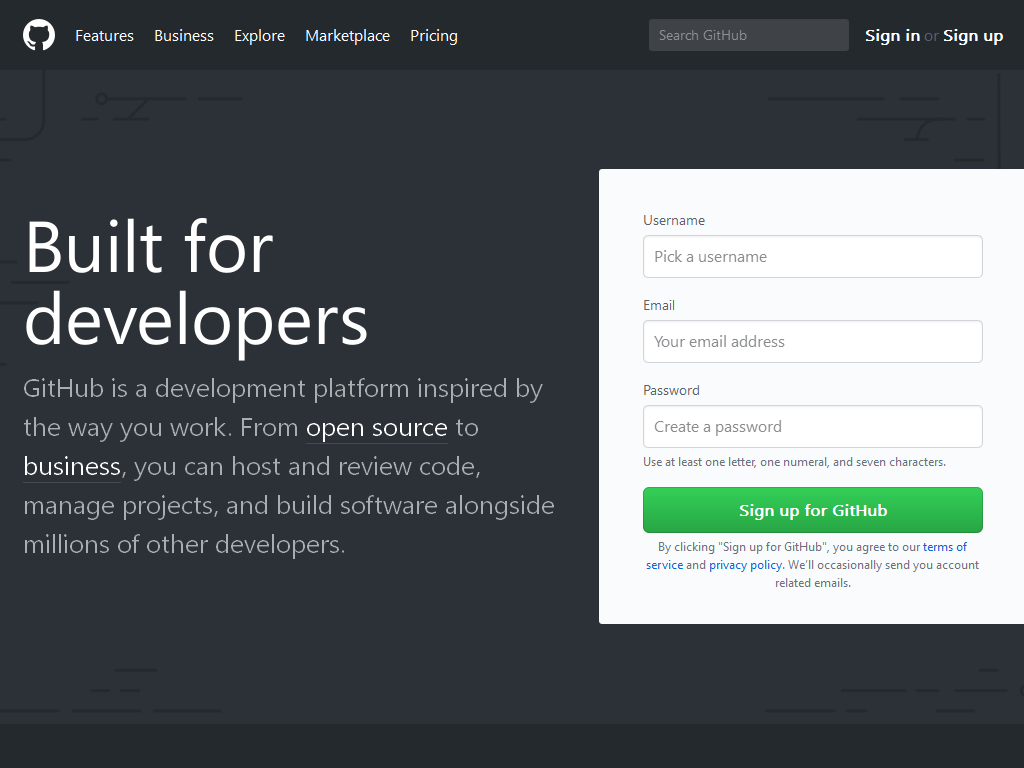 Features Business Explore Marketplace Pricing Search GitHub Sign in or Sign up
Built for
developers
GitHub is a development platform inspired by
the way you work. From open source to
business, you can host and review code,
manage projects, and build software alongside
millions of other developers.
Username
Pick a username
Email
Your email address
Password
Create a password
Use at least one letter, one numeral, and seven characters.
Sign up for GitHub
By clicking "Sign up for GitHub", you agree to our terms of
service and privacy policy. We'll occasionally send you account
related emails.